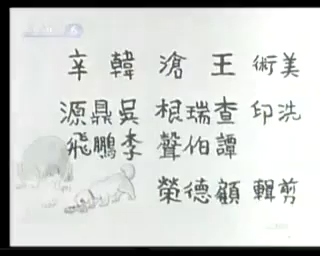 美術 王滄 韓辛
洗印 查瑞根 吳鼎源
譚伯聲 李鵬飛
剪輯 顧德榮